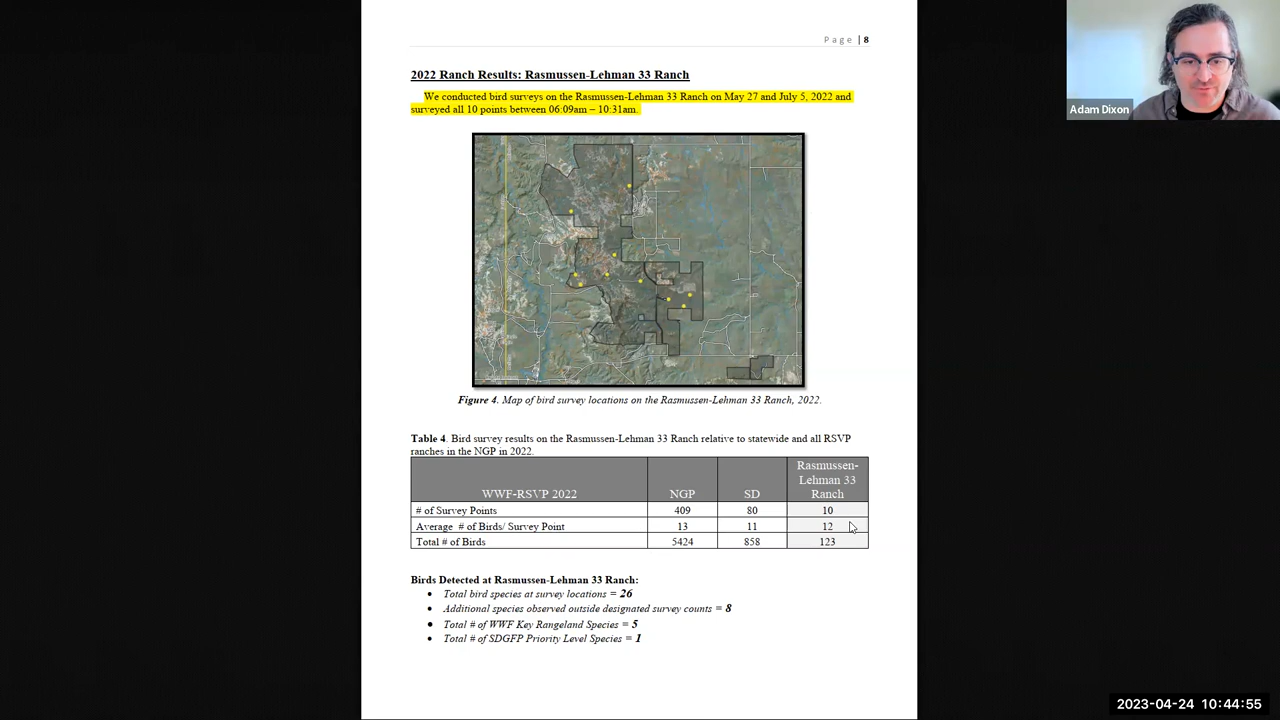 Page | 8
2022 Ranch Results: Rasmussen-Lehman 33 Ranch
We conducted bird surveys on the Rasmussen-Lehman 33 Ranch on May 27 and July 5, 2022 and
surveyed all 10 points between 06:09am – 10:31am.
Adam Dixon
Figure 4. Map of bird survey locations on the Rasmussen-Lehman 33 Ranch, 2022.
Table 4. Bird survey results on the Rasmussen-Lehman 33 Ranch relative to statewide and all RSVP
ranches in the NGP in 2022.
WWF-RSVP 2022 NGP SD Rasmussen-
Lehman 33
Ranch
# of Survey Points 409 80 10
Average # of Birds/ Survey Point 13 11 12
Total # of Birds 5424 858 123
Birds Detected at Rasmussen-Lehman 33 Ranch:
• Total bird species at survey locations = 26
• Additional species observed outside designated survey counts = 8
• Total # of WWF Key Rangeland Species = 5
• Total # of SDGFP Priority Level Species = 1
2023-04-24 10:44:55